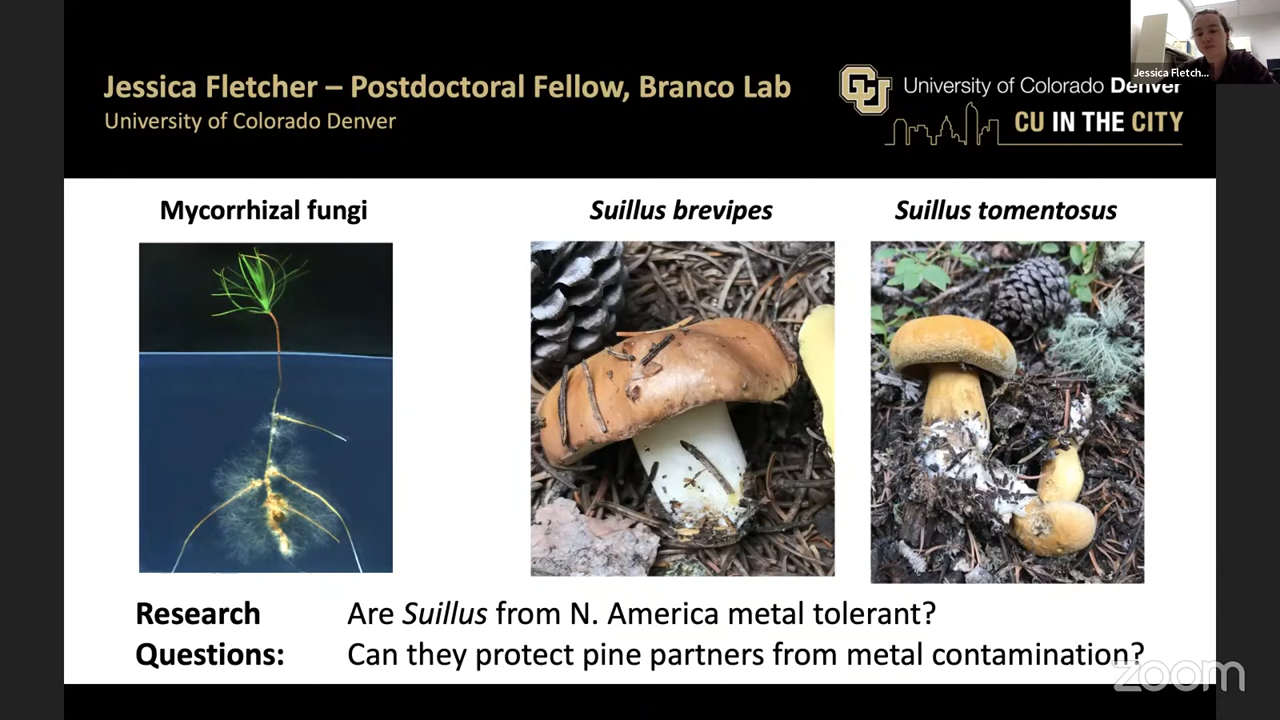 Jessica Fletcher – Postdoctoral Fellow, Branco Lab
University of Colorado Denver
CU
University of Colorado Denver
CU IN THE CITY
Jessica Fletch...
Mycorrhizal fungi
Suillus brevipes
Suillus tomentosus
Research Are Suillus from N. America metal tolerant?
Questions: Can they protect pine partners from metal contamination?
zoom